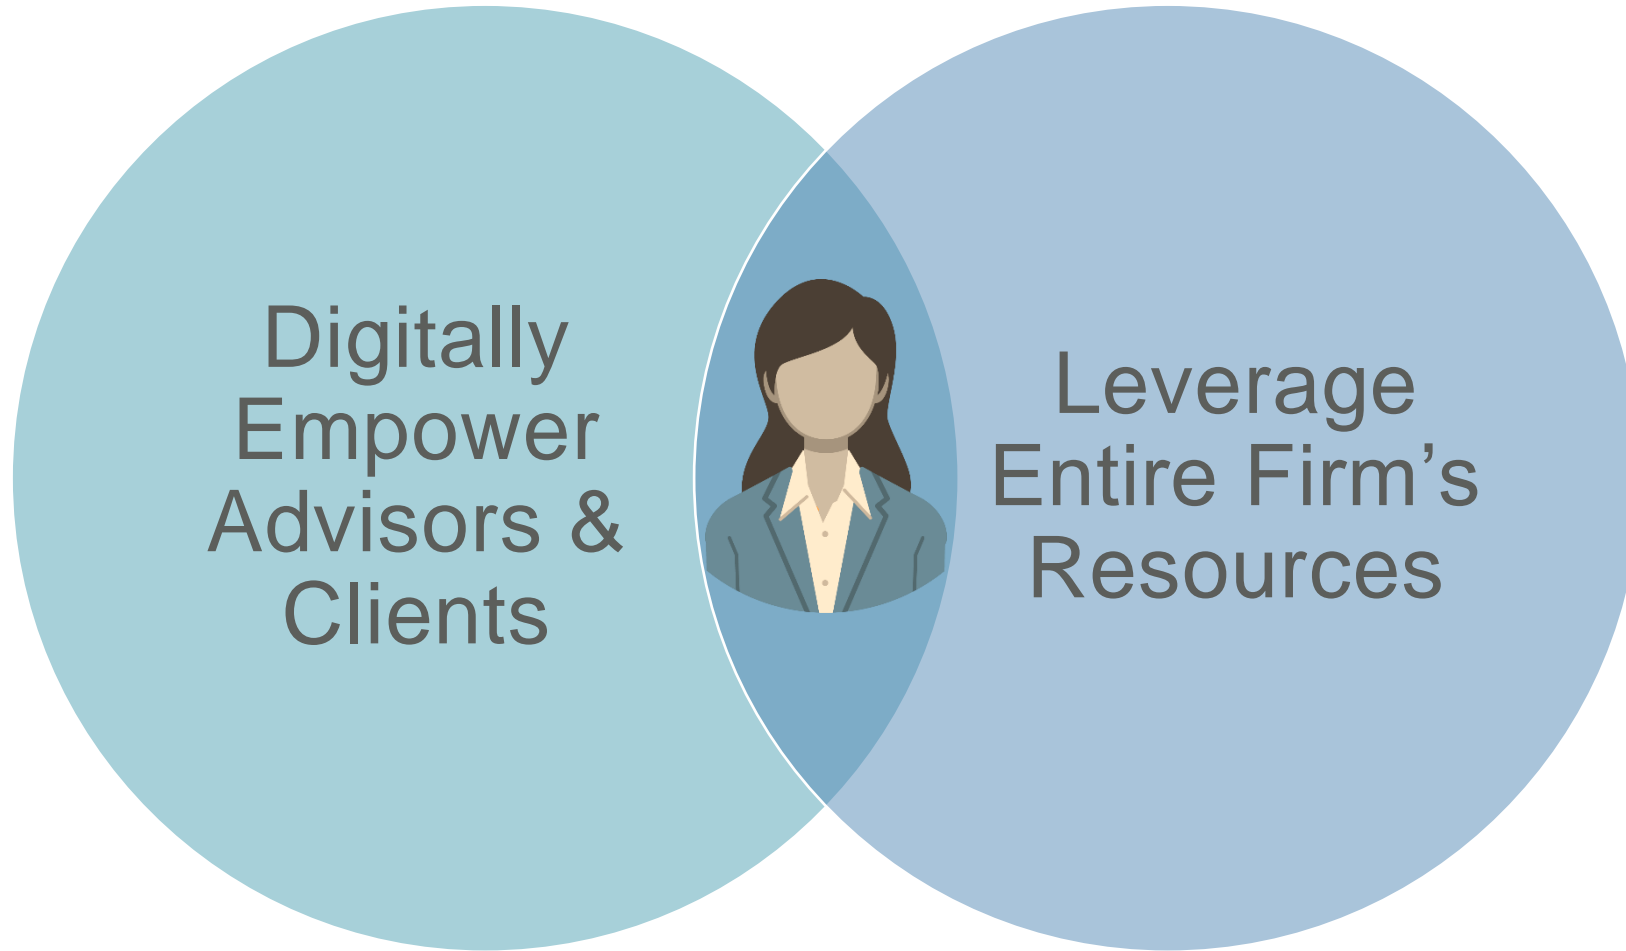 Digitally
Empower
Advisors &
Clients
Leverage
Entire Firm’s
Resources